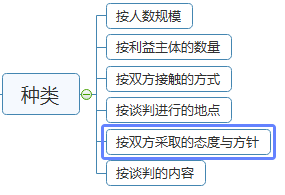 种类
按人数规模
按利益主体的数量
按双方接触的方式
按谈判进行的地点
按双方采取的态度与方针
按谈判的内容